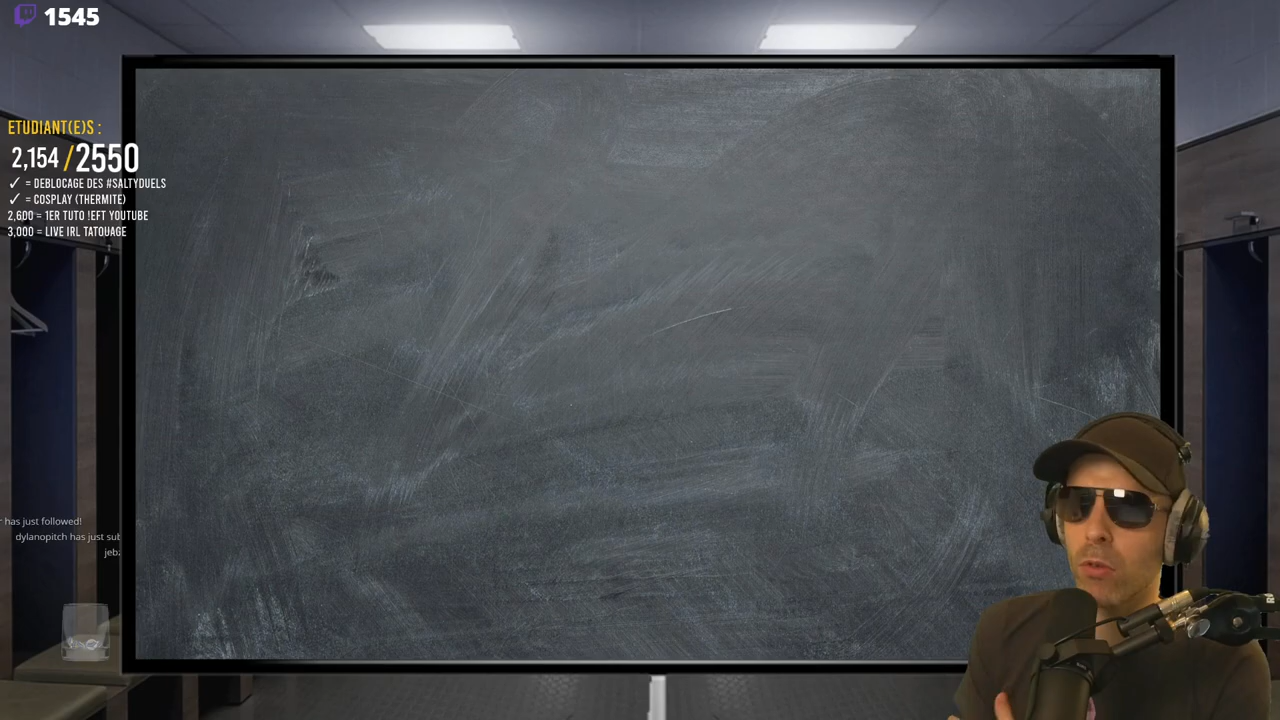 1545
ETUDIANT(E)S :
2,154 /2550
✓ = DEBLOCAGE DES #SALTYDUELS
✓ = COSPLAY (THERMITE)
2,600 = 1ER TUTO !EFT YOUTUBE
3,000 = LIVE IRL TATOUAGE
has just followed!
dylanopitch has just sub
jebz